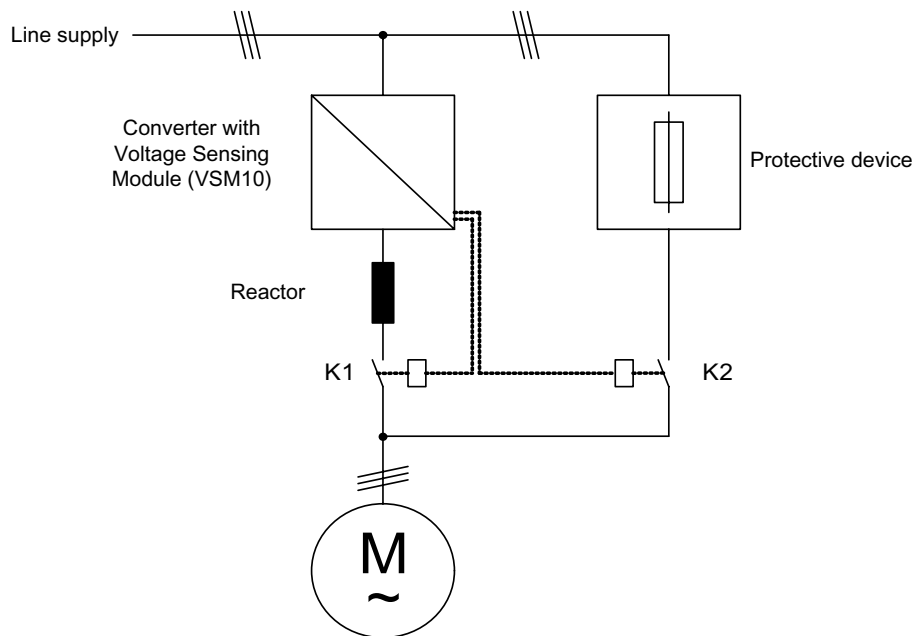 Line supply
Converter with
Voltage Sensing
Module (VSM10)
Protective device
Reactor
K1
K2
M
~